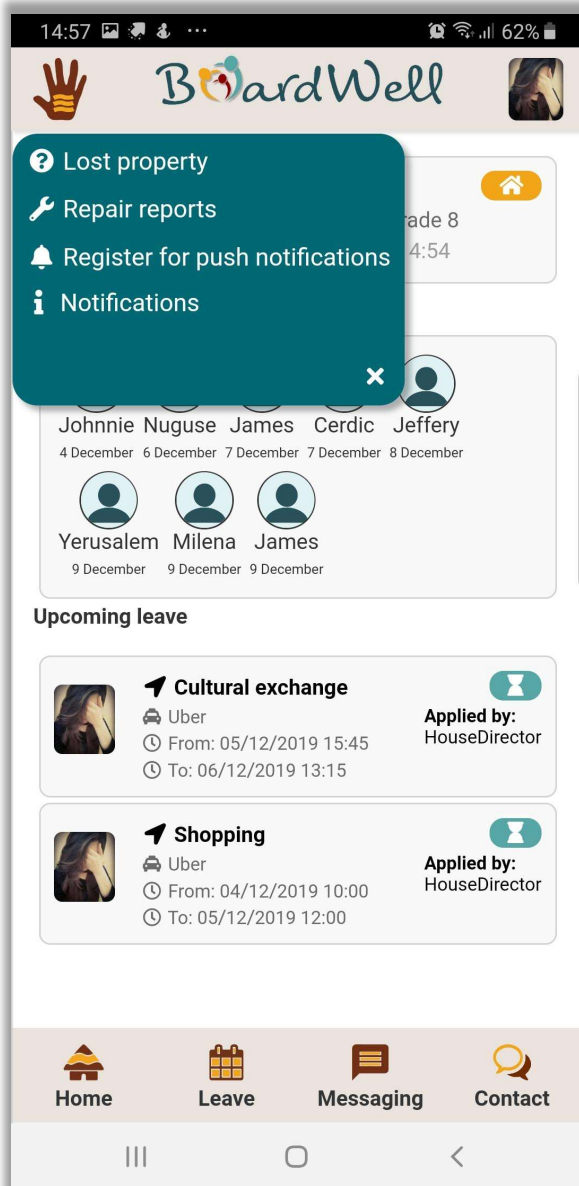 14:57 62%
BoardWell
Lost property
Repair reports
Register for push notifications
Notifications
rade 8
4:54
Johnnie Nuguse James Cerdic Jeffery
4 December 6 December 7 December 7 December 8 December
Yerusalem Milena James
9 December 9 December 9 December
Upcoming leave
Cultural exchange
Uber
From: 05/12/2019 15:45
To: 06/12/2019 13:15
Applied by:
HouseDirector
Shopping
Uber
From: 04/12/2019 10:00
To: 05/12/2019 12:00
Applied by:
HouseDirector
Home Leave Messaging Contact